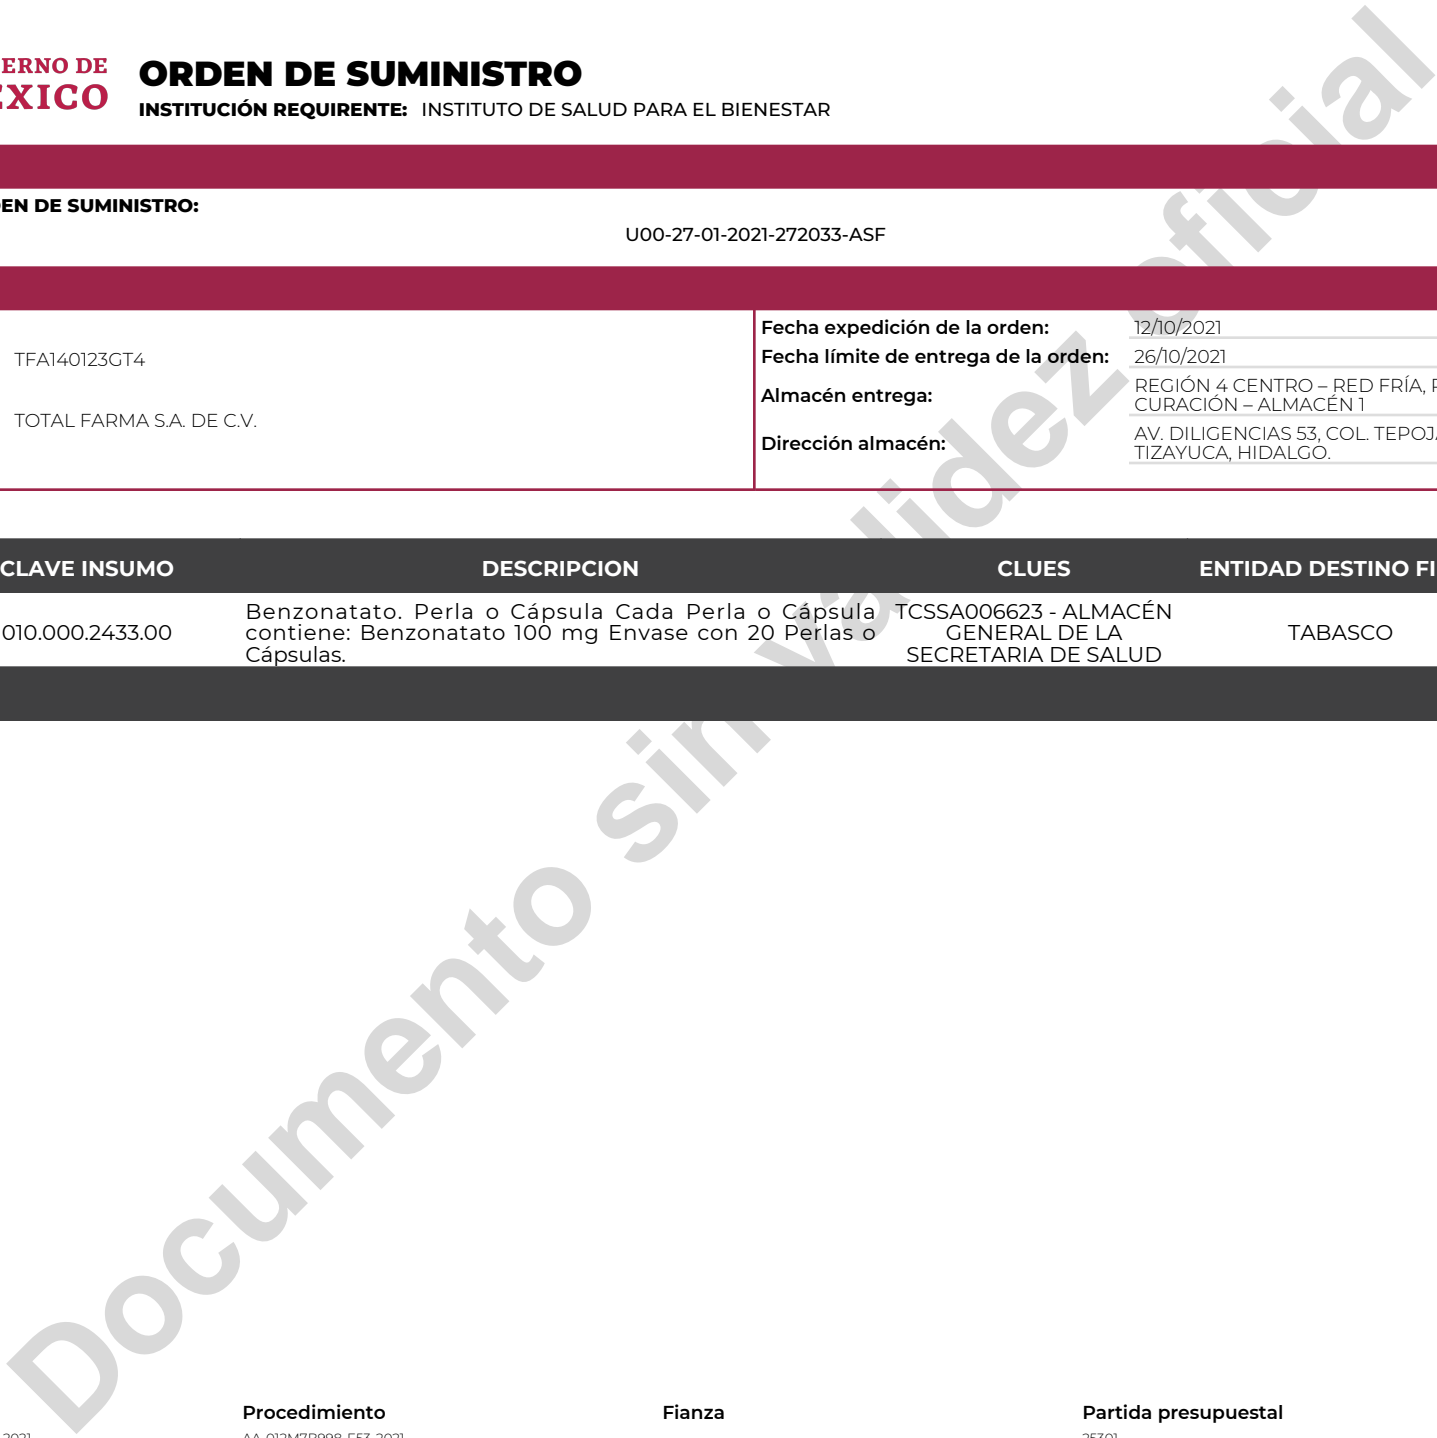 ERNO DE
EXICO
ORDEN DE SUMINISTRO
INSTITUCIÓN REQUIRENTE: INSTITUTO DE SALUD PARA EL BIENESTAR
EN DE SUMINISTRO:
U00-27-01-2021-272033-ASF
TFA140123GT4
TOTAL FARMA S.A. DE C.V.
Fecha expedición de la orden: 12/10/2021
Fecha límite de entrega de la orden: 26/10/2021
Almacén entrega: REGIÓN 4 CENTRO – RED FRÍA,
CURACIÓN – ALMACÉN 1
Dirección almacén: AV. DILIGENCIAS 53, COL. TEPOJ
TIZAYUCA, HIDALGO.
CLAVE INSUMO DESCRIPCION CLUES ENTIDAD DESTINO FI
010.000.2433.00
Benzonatato. Perla o Cápsula Cada Perla o Cápsula
contiene: Benzonatato 100 mg Envase con 20 Perlas o
Cápsulas.
TCSSA006623 - ALMACÉN
GENERAL DE LA
SECRETARIA DE SALUD
TABASCO
Documento sin validez oficial
Procedimiento Fianza Partida presupuestal